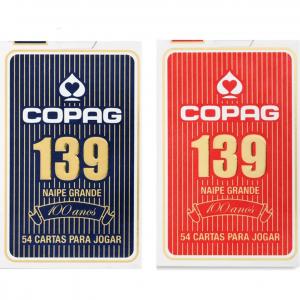 COPAG
139
NAIPE GRANDE
100 anos
54 CARTAS PARA JOGAR
COPAG
139
NAIPE GRANDE
100 anos
54 CARTAS PARA JOGAR